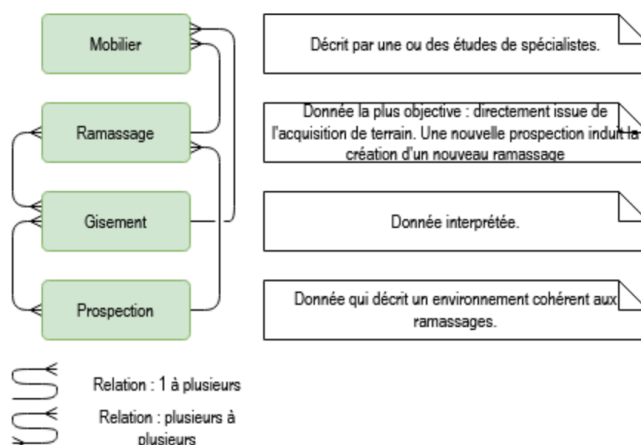 Mobilier
Décrit par une ou des études de spécialistes.
Ramassage
Donnée la plus objective : directement issue de
l'acquisition de terrain. Une nouvelle prospection induit la
création d'un nouveau ramassage
Gisement
Donnée interprétée.
Prospection
Donnée qui décrit un environnement cohérent aux
ramassages.
Relation : 1 à plusieurs
Relation : plusieurs à
plusieurs